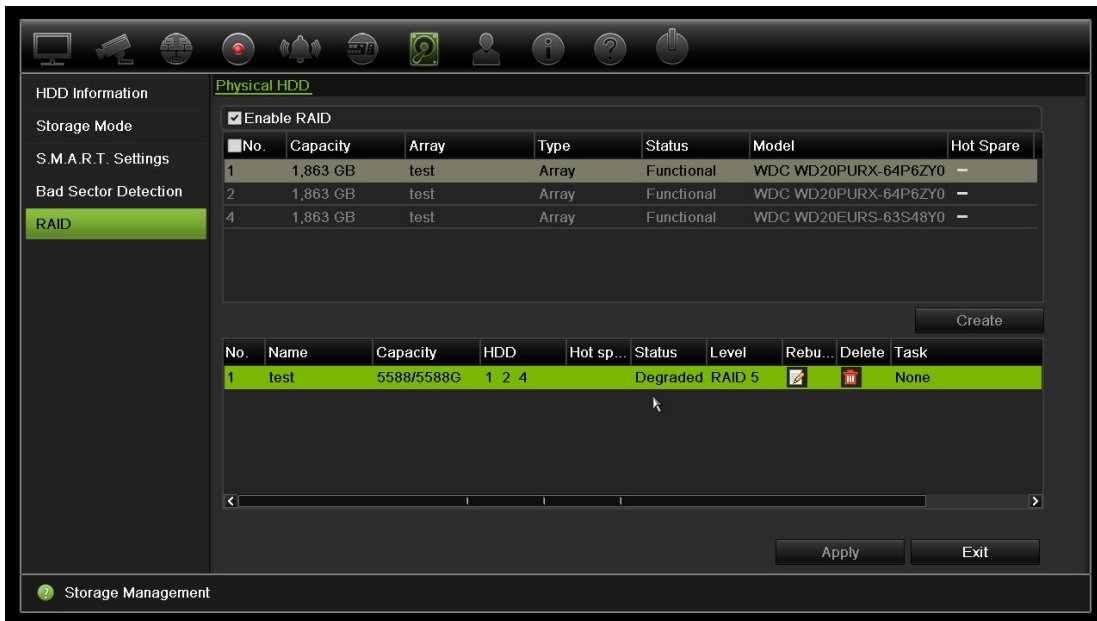 HDD Information
Storage Mode
S.M.A.R.T. Settings
Bad Sector Detection
RAID
Physical HDD
Enable RAID
No. Capacity Array Type Status Model Hot Spare
1 1,863 GB test Array Functional WDC WD20PURX-64P6ZY0 –
2 1,863 GB test Array Functional WDC WD20PURX-64P6ZY0 –
4 1,863 GB test Array Functional WDC WD20EURS-63S48Y0 –
Create
No. Name Capacity HDD Hot sp... Status Level Rebu... Delete Task
1 test 5588/5588G 1 2 4 Degraded RAID 5 None
Apply Exit
? Storage Management